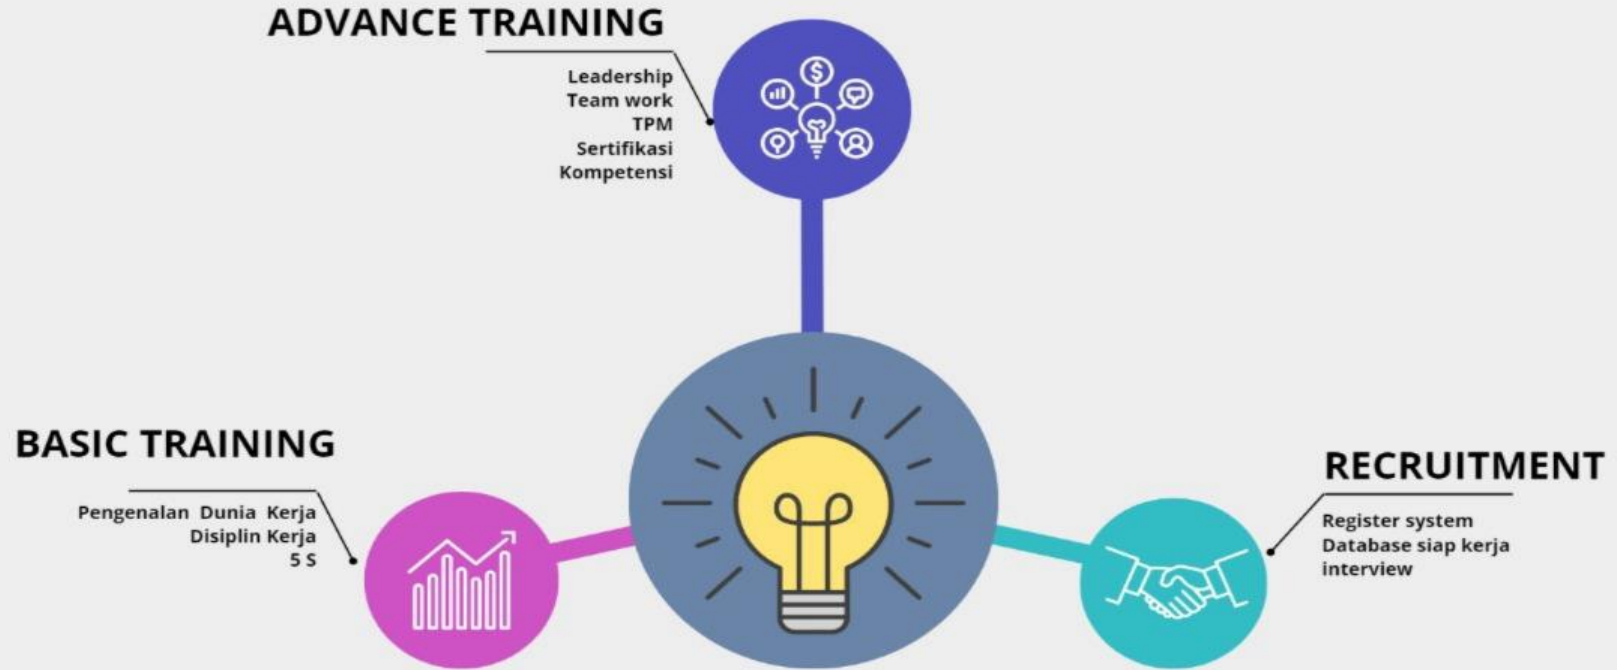 ADVANCE TRAINING
Leadership
Team work
TPM
Sertifikasi
Kompetensi
$
BASIC TRAINING
Pengenalan Dunia Kerja
Disiplin Kerja
5 S
RECRUITMENT
Register system
Database siap kerja
interview